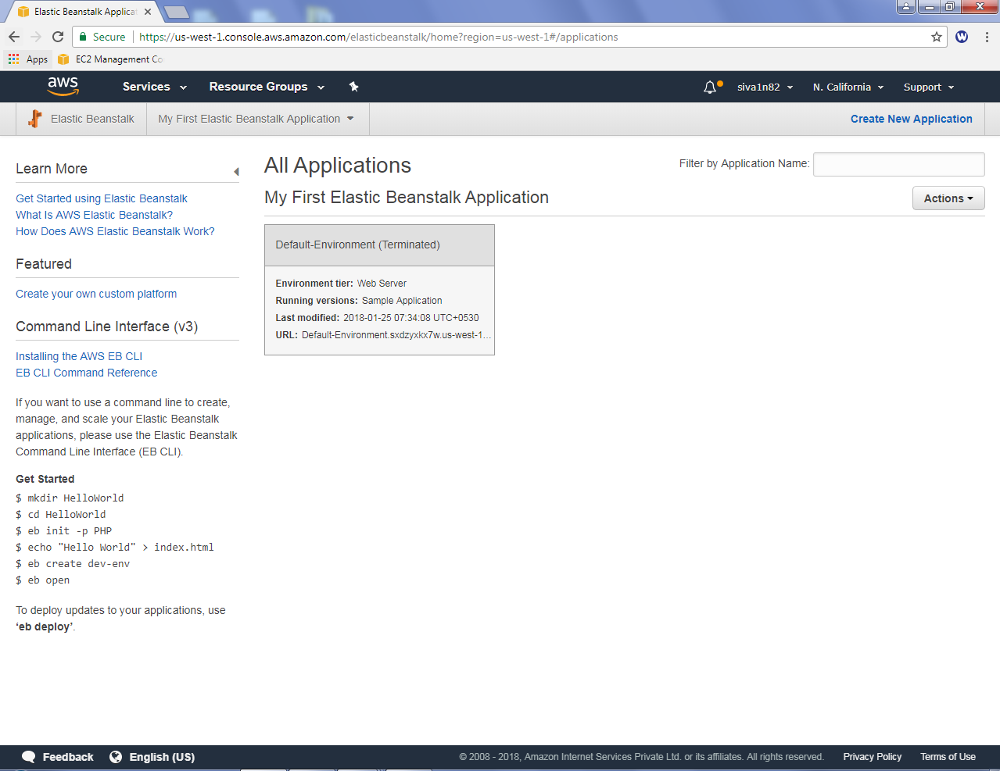 Elastic Beanstalk Applicat
Secure https://us-west-1.console.aws.amazon.com/elasticbeanstalk/home?region=us-west-1#/applications
W
Apps EC2 Management Co
aws Services Resource Groups siva1n82 N. California Support
Elastic Beanstalk My First Elastic Beanstalk Application Create New Application
Learn More
Get Started using Elastic Beanstalk
What Is AWS Elastic Beanstalk?
How Does AWS Elastic Beanstalk Work?
Featured
Create your own custom platform
Command Line Interface (v3)
Installing the AWS EB CLI
EB CLI Command Reference
If you want to use a command line to create,
manage, and scale your Elastic Beanstalk
applications, please use the Elastic Beanstalk
Command Line Interface (EB CLI).
Get Started
$ mkdir HelloWorld
$ cd HelloWorld
$ eb init -p PHP
$ echo "Hello World" > index.html
$ eb create dev-env
$ eb open
To deploy updates to your applications, use
‘eb deploy’.
All Applications
Filter by Application Name:
My First Elastic Beanstalk Application
Actions
Default-Environment (Terminated)
Environment tier: Web Server
Running versions: Sample Application
Last modified: 2018-01-25 07:34:08 UTC+0530
URL: Default-Environment.sxdzyxkx7w.us-west-1...
Feedback English (US) © 2008 - 2018, Amazon Internet Services Private Ltd. or its affiliates. All rights reserved. Privacy Policy Terms of Use